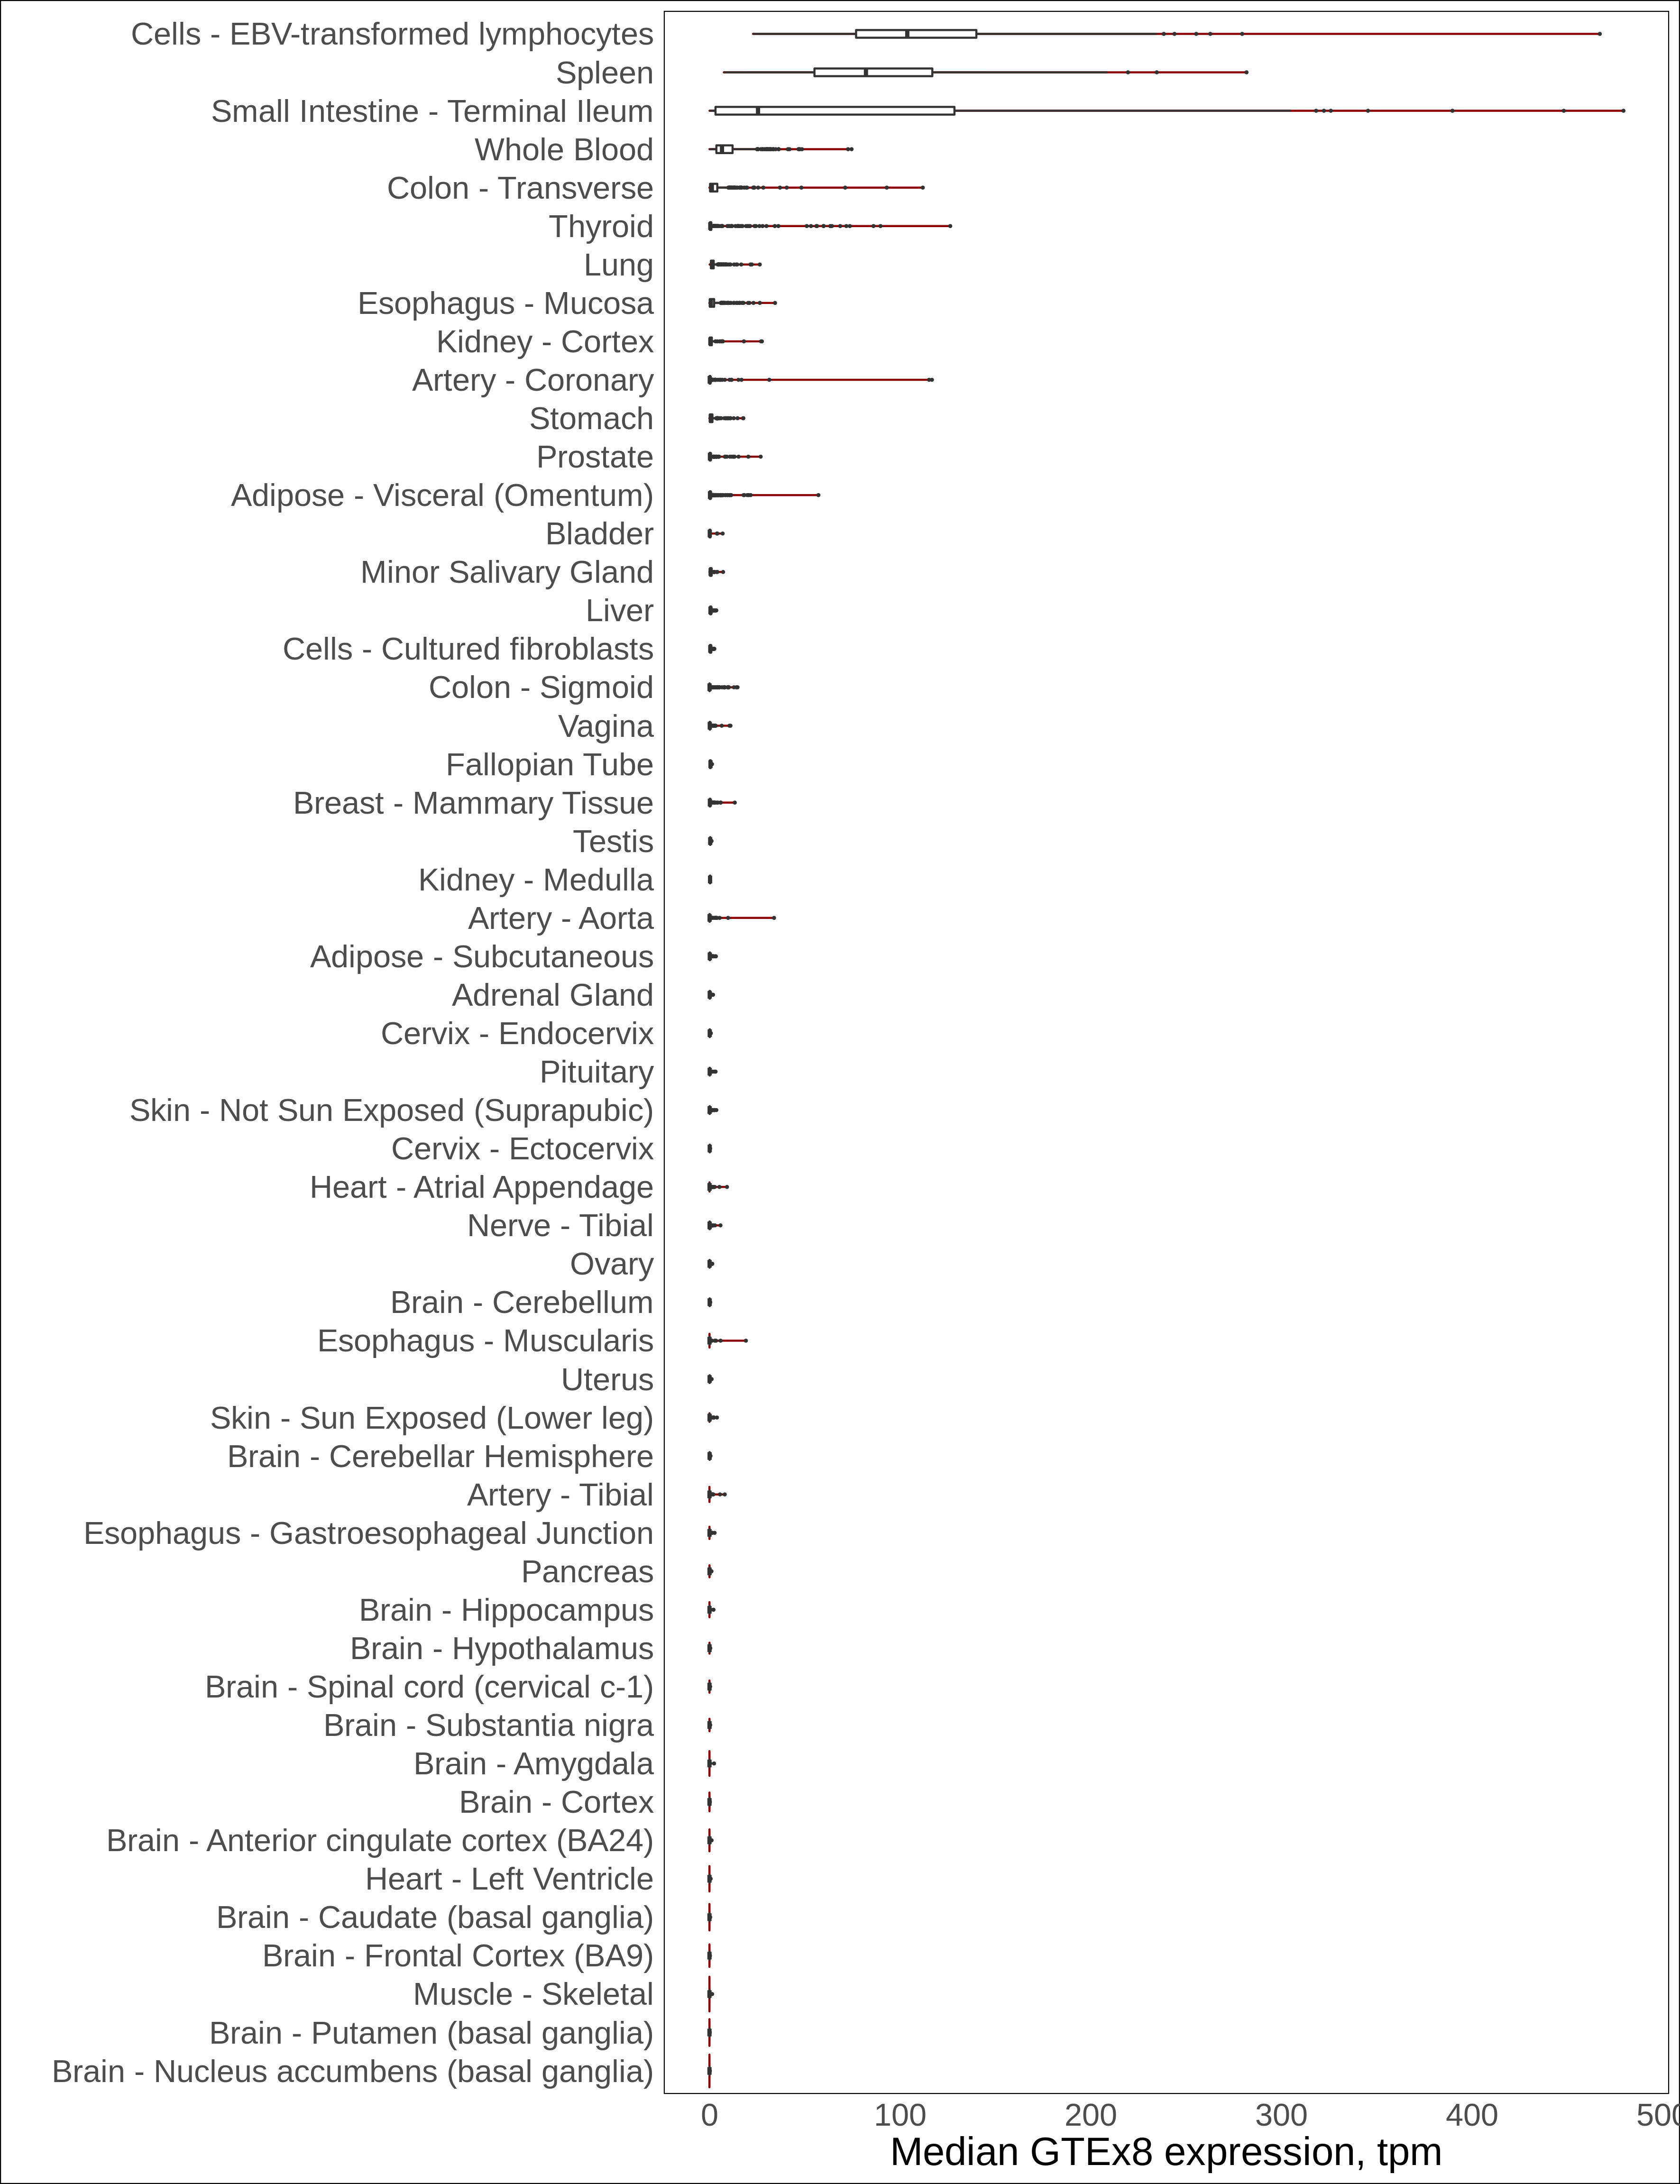 Cells - EBV-transformed lymphocytes
Spleen
Small Intestine - Terminal Ileum
Whole Blood
Colon - Transverse
Thyroid
Lung
Esophagus - Mucosa
Kidney - Cortex
Artery - Coronary
Stomach
Prostate
Adipose - Visceral (Omentum)
Bladder
Minor Salivary Gland
Liver
Cells - Cultured fibroblasts
Colon - Sigmoid
Vagina
Fallopian Tube
Breast - Mammary Tissue
Testis
Kidney - Medulla
Artery - Aorta
Adipose - Subcutaneous
Adrenal Gland
Cervix - Endocervix
Pituitary
Skin - Not Sun Exposed (Suprapubic)
Cervix - Ectocervix
Heart - Atrial Appendage
Nerve - Tibial
Ovary
Brain - Cerebellum
Esophagus - Muscularis
Uterus
Skin - Sun Exposed (Lower leg)
Brain - Cerebellar Hemisphere
Artery - Tibial
Esophagus - Gastroesophageal Junction
Pancreas
Brain - Hippocampus
Brain - Hypothalamus
Brain - Spinal cord (cervical c-1)
Brain - Substantia nigra
Brain - Amygdala
Brain - Cortex
Brain - Anterior cingulate cortex (BA24)
Heart - Left Ventricle
Brain - Caudate (basal ganglia)
Brain - Frontal Cortex (BA9)
Muscle - Skeletal
Brain - Putamen (basal ganglia)
Brain - Nucleus accumbens (basal ganglia)
0 100 200 300 400 500
Median GTEx8 expression, tpm